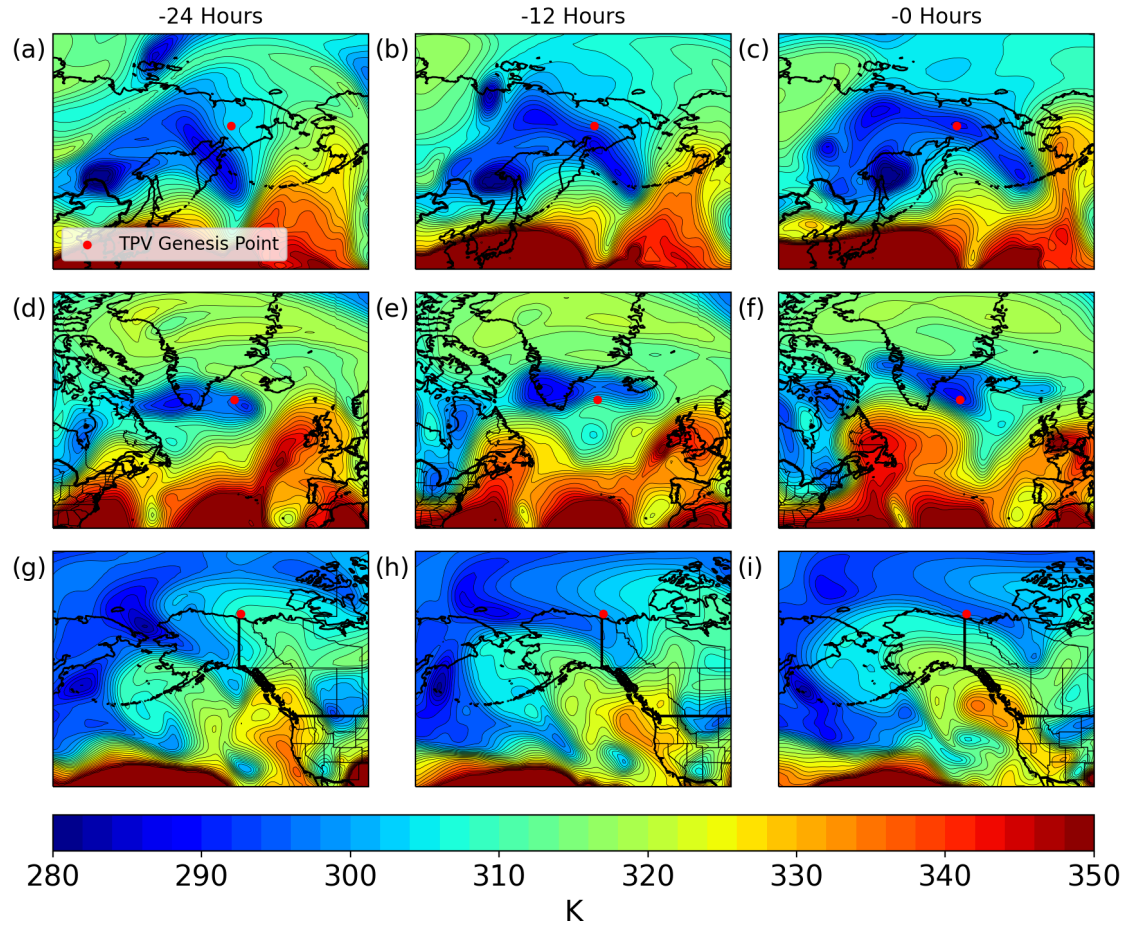 -24 Hours -12 Hours -0 Hours
(a) (b) (c)
TPV Genesis Point
(d) (e) (f)
(g) (h) (i)
280 290 300 310 320 330 340 350
K